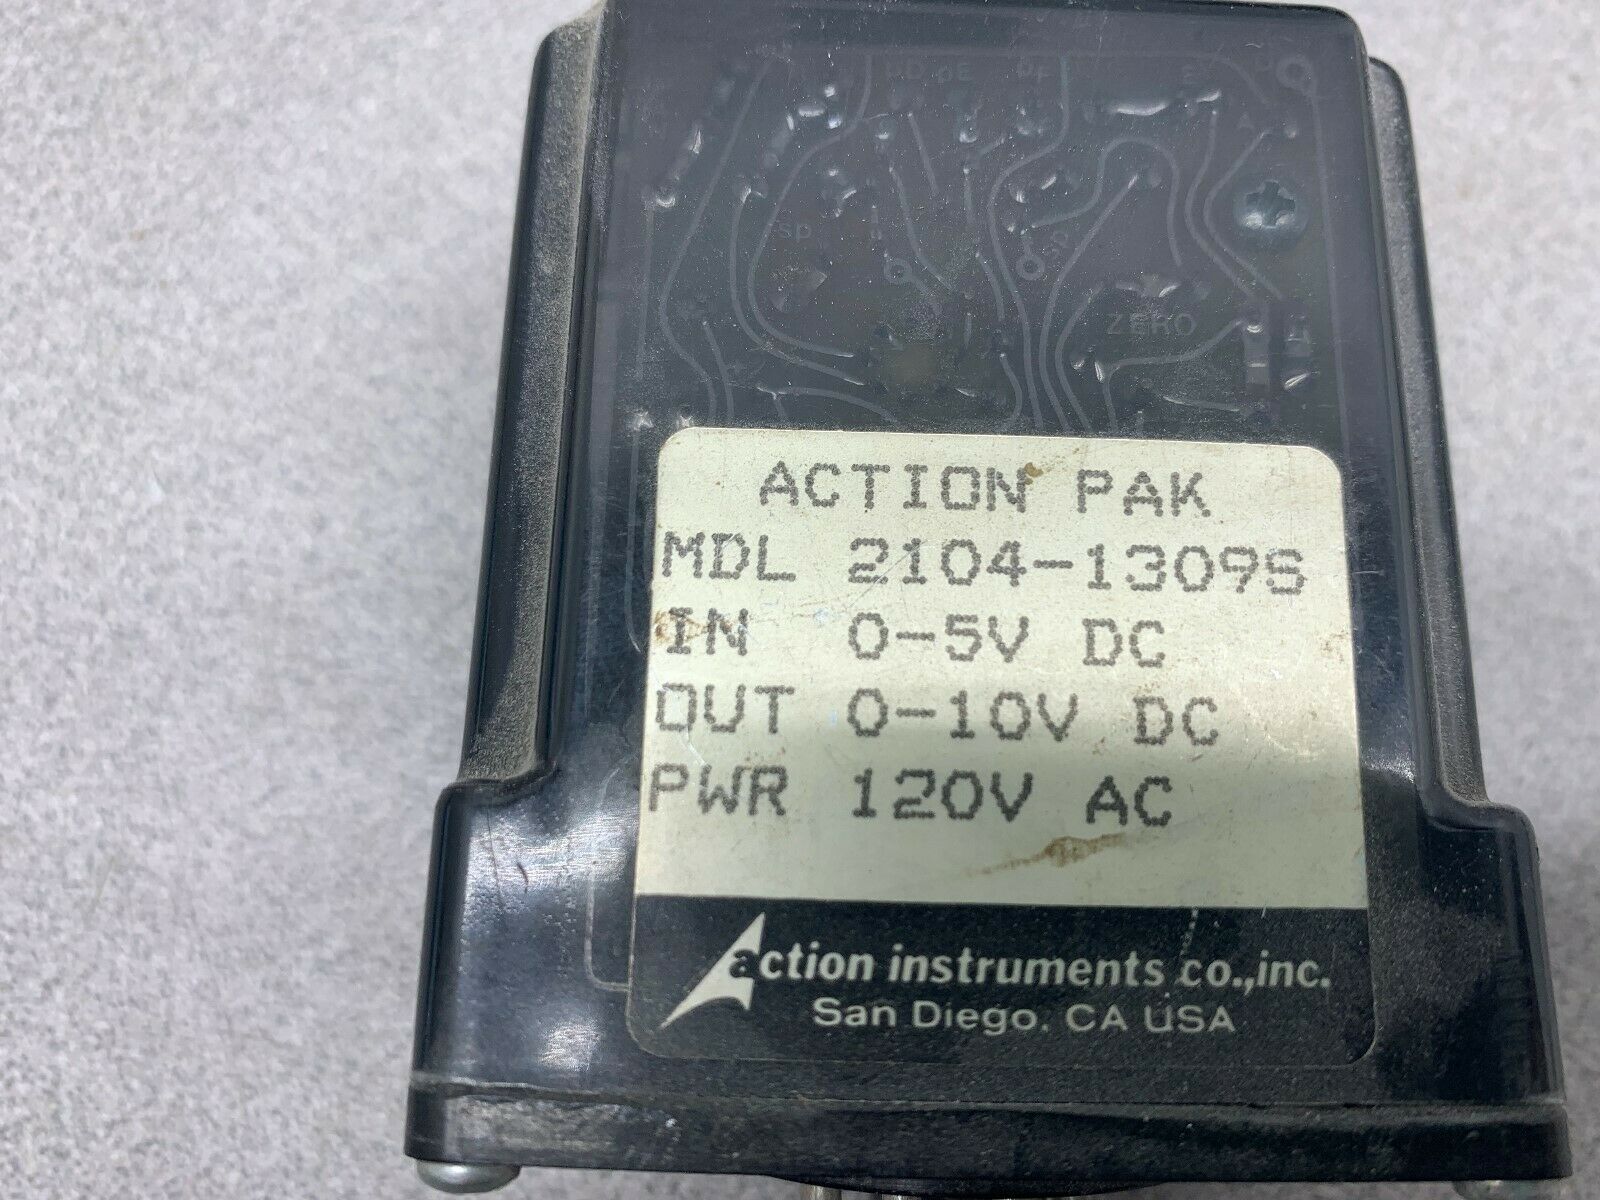 ZERO
ACTION PAK
MDL 2104-1309S
IN 0-5V DC
OUT 0-10V DC
PWR 120V AC
action instruments co.,inc.
San Diego. CA USA